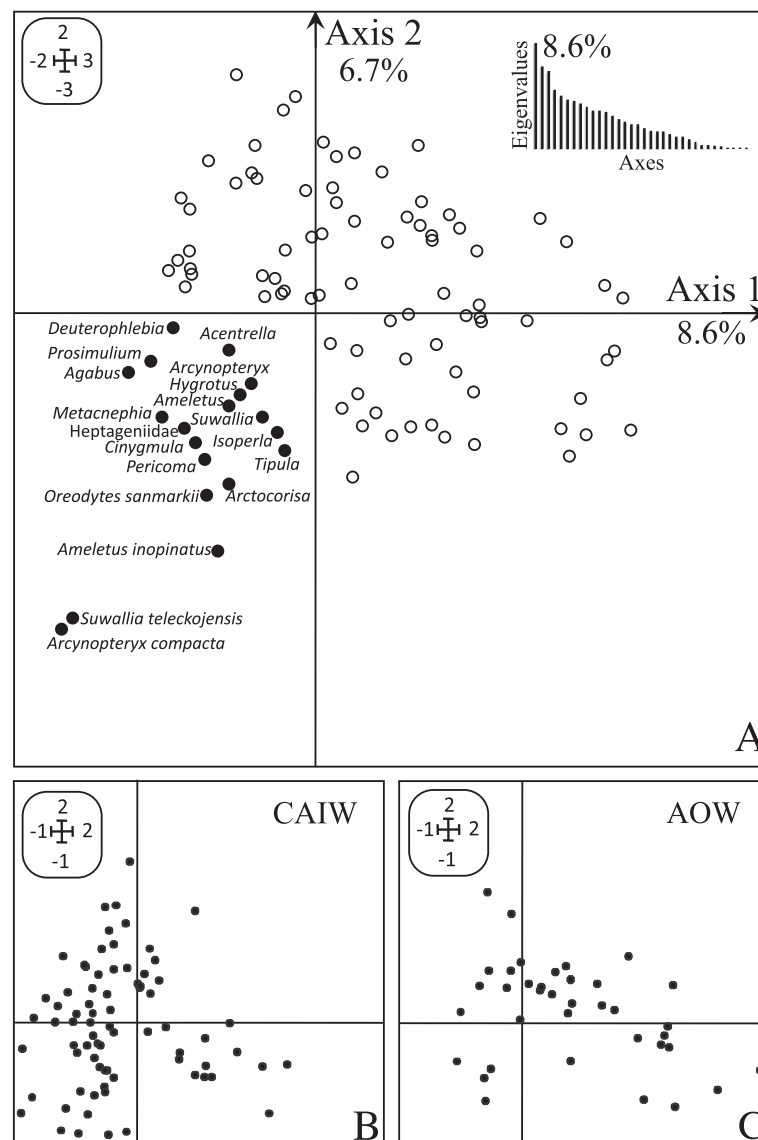 2
-2 3
-3
Axis 2
6.7%
8.6%
Eigenvalues
Axes
Axis 1
8.6%
Deuterophlebia
Acentrella
Prosimulium
Arcynopteryx
Agabus
Hygrotus
Ameletus
Metacnephia
Suwallia
Heptageniidae
Isoperla
Cinygmula
Pericoma
Tipula
Oreodytes sanmarkii
Arctocorisa
Ameletus inopinatus
Suwallia teleckojensis
Arcynopteryx compacta
A
2
-1 2
-1
CAIW
B
2
-1 2
-1
AOW
C